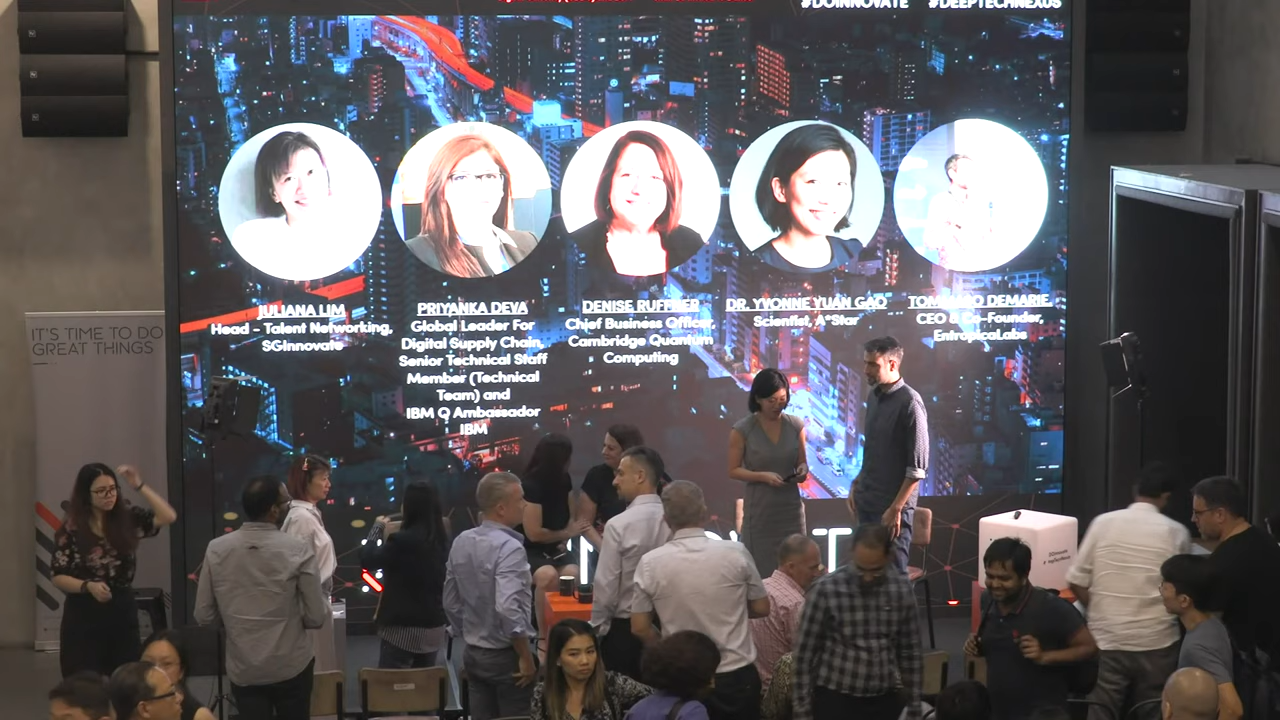 #DOINNOVATE #DEEPTECHNEXUS
JULIANA LIM
Head - Talent Networking,
SGInnovate
PRIYANKA DEVA
Global Leader For
Digital Supply Chain,
Senior Technical Staff
Member (Technical
Team) and
IBM Q Ambassador
IBM
DENISE RUFFNER
Chief Business Officer,
Cambridge Quantum
Computing
DR. YVONNE YUAN GAO
Scientist, A*Star
TOMMASO DEMARIE,
CEO & Co-Founder,
EntropicaLabs
IT'S TIME TO DO
GREAT THINGS